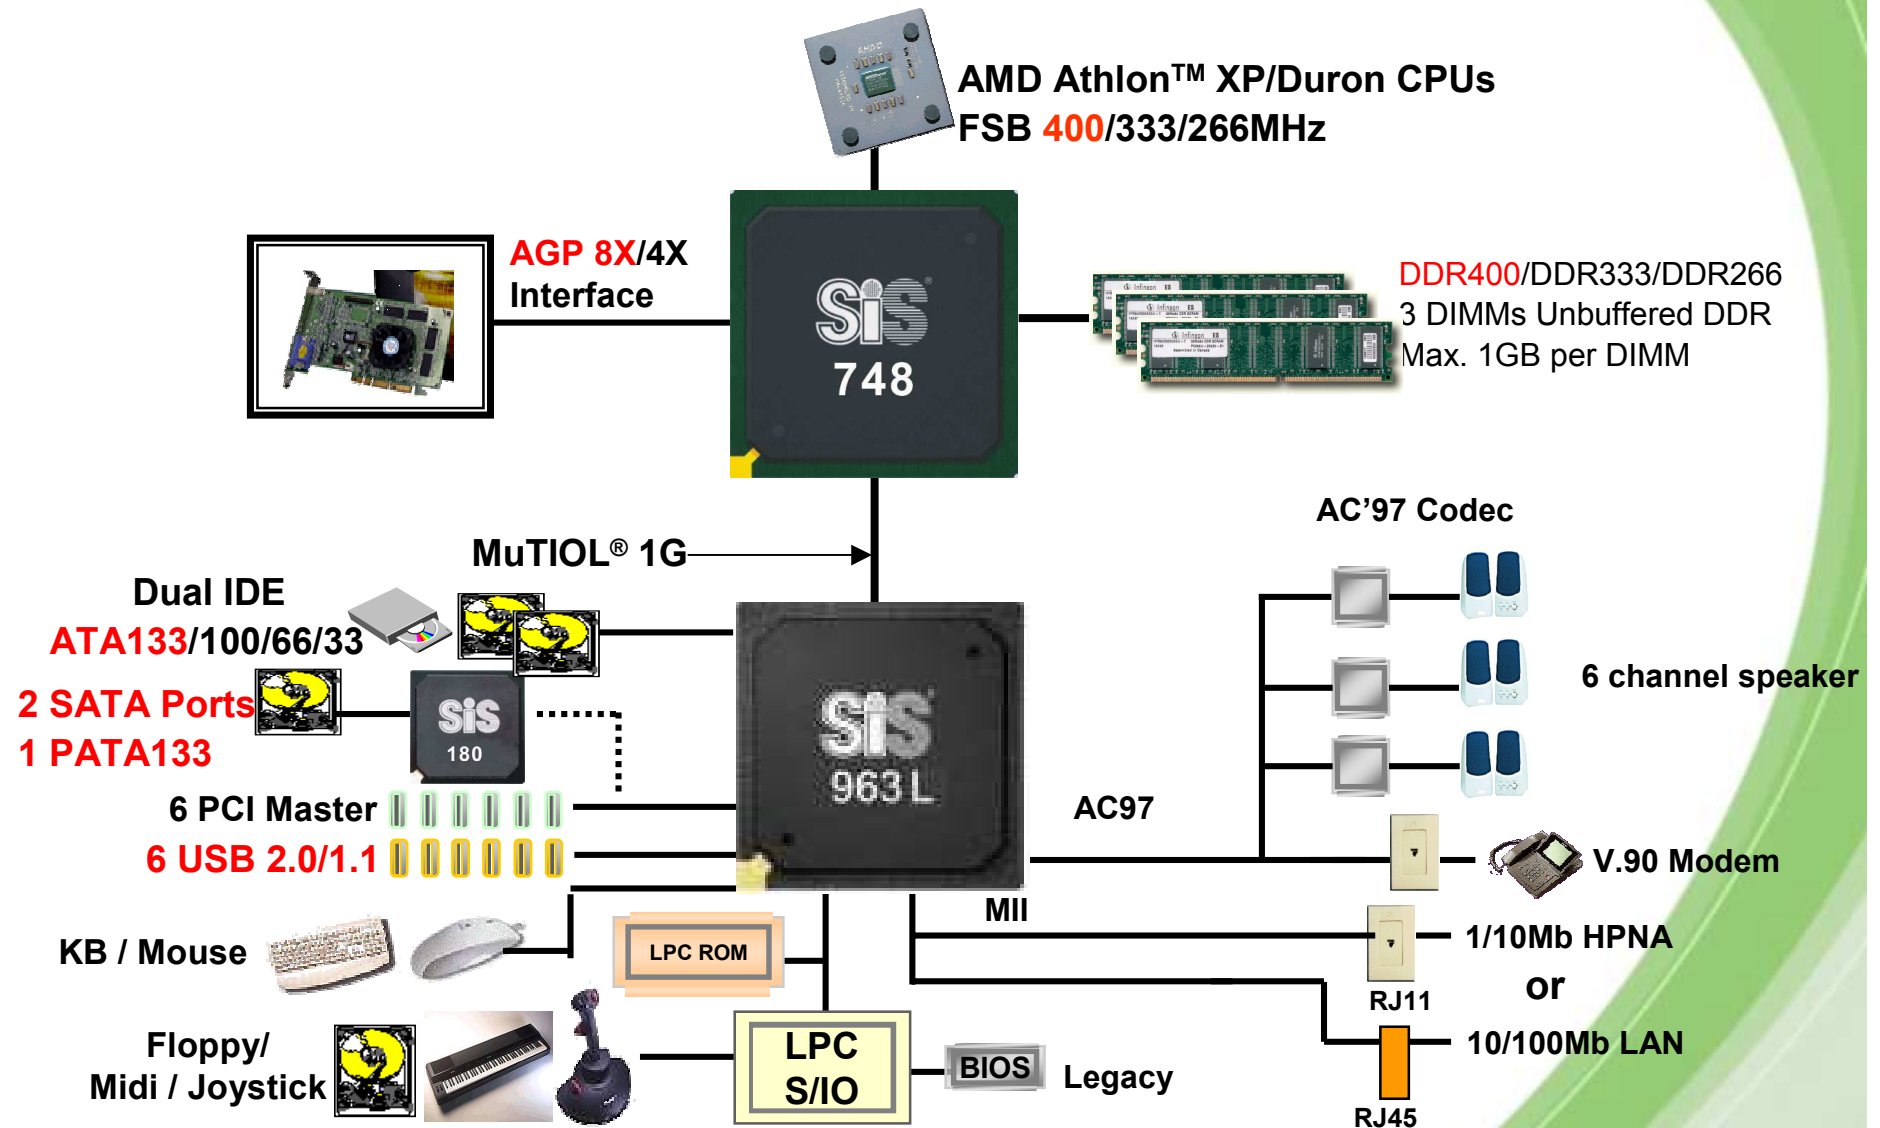 AMD Athlon™ XP/Duron CPUs
FSB 400/333/266MHz
AGP 8X/4X
Interface
SiS®
748
DDR400/DDR333/DDR266
3 DIMMs Unbuffered DDR
Max. 1GB per DIMM
Infineon
Infineon
Infineon
MuTIOL® 1G
AC’97 Codec
Dual IDE
ATA133/100/66/33
2 SATA Ports
1 PATA133
SiS
180
SiS
963 L
6 channel speaker
6 PCI Master
6 USB 2.0/1.1
AC97
V.90 Modem
MII
KB / Mouse
LPC ROM
1/10Mb HPNA
RJ11
or
Floppy/
Midi / Joystick
LPC
S/IO
BIOS
Legacy
10/100Mb LAN
RJ45